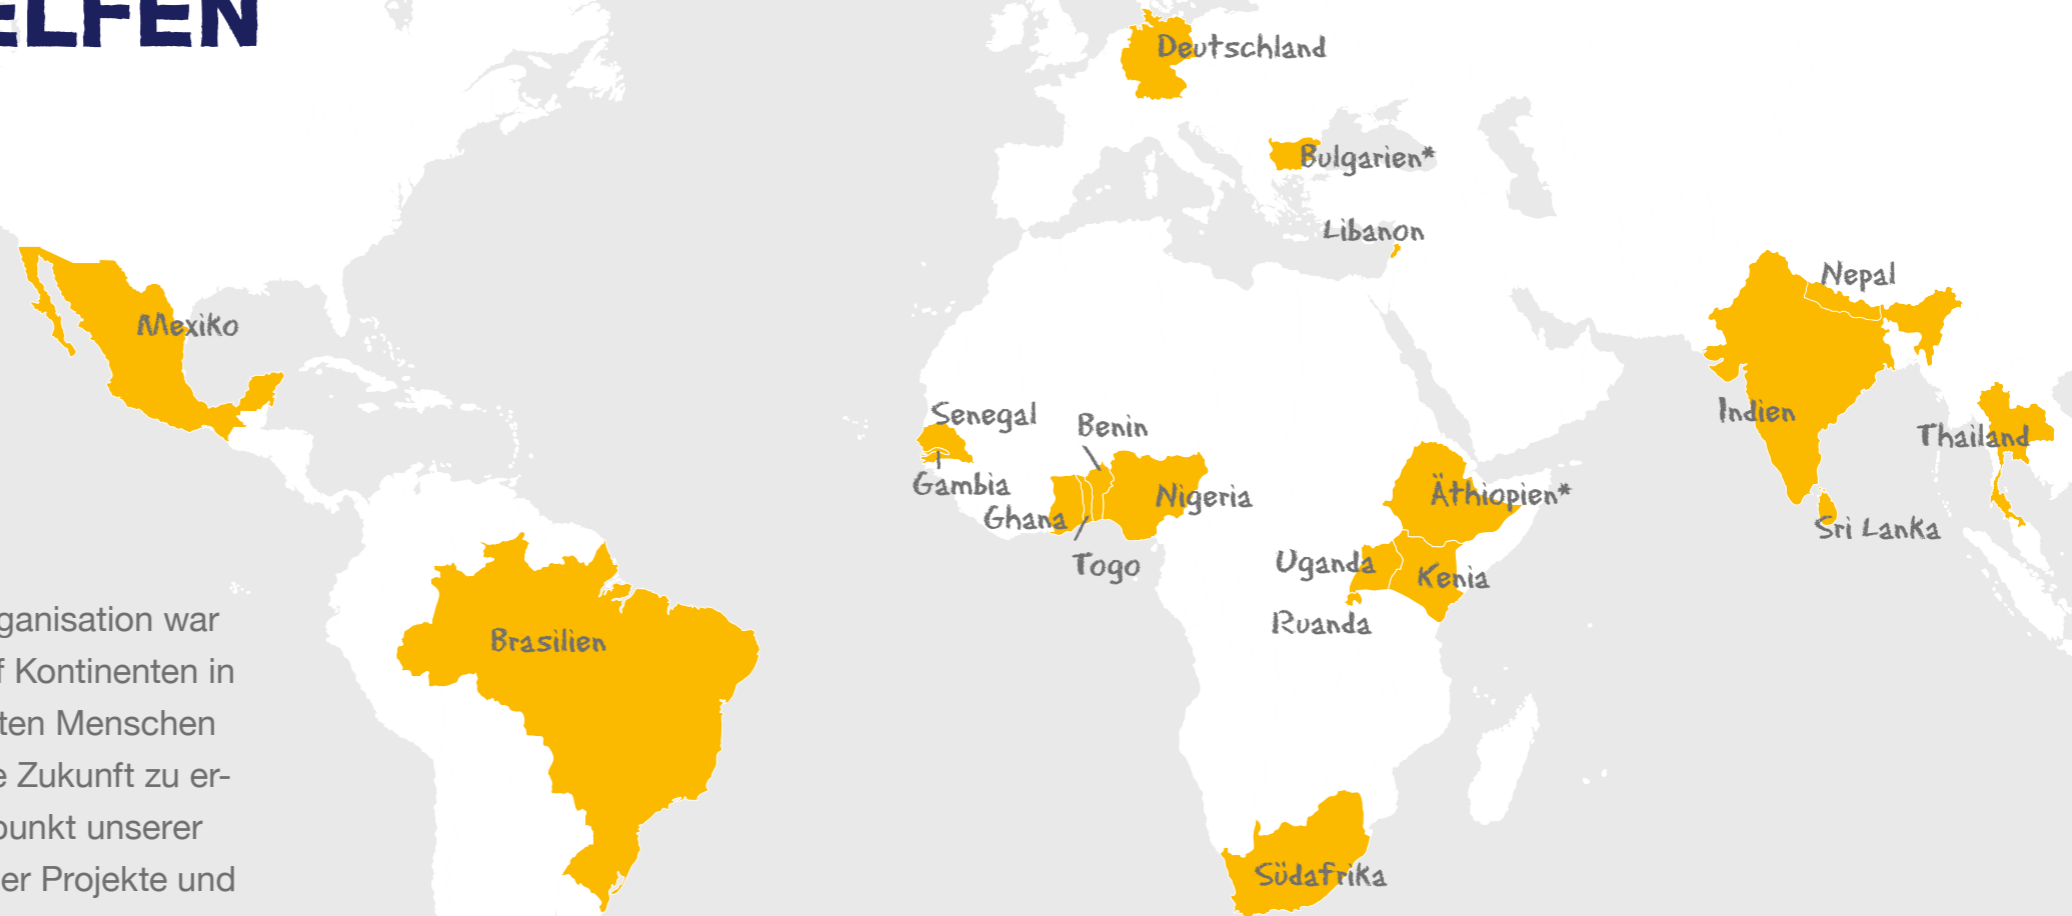 ELFEN
Deutschland
Bulgarien*
Libanon
Nepal
Mexiko
Senegal
Benin
Indien
Thailand
Gambia
Nigeria
Äthiopien*
Ghana
Sri Lanka
Togo
Uganda
Kenia
Ruanda
Brasilien
Südafrika
ganisation war
f Kontinenten in
ten Menschen
e Zukunft zu er-
punkt unserer
er Projekte und